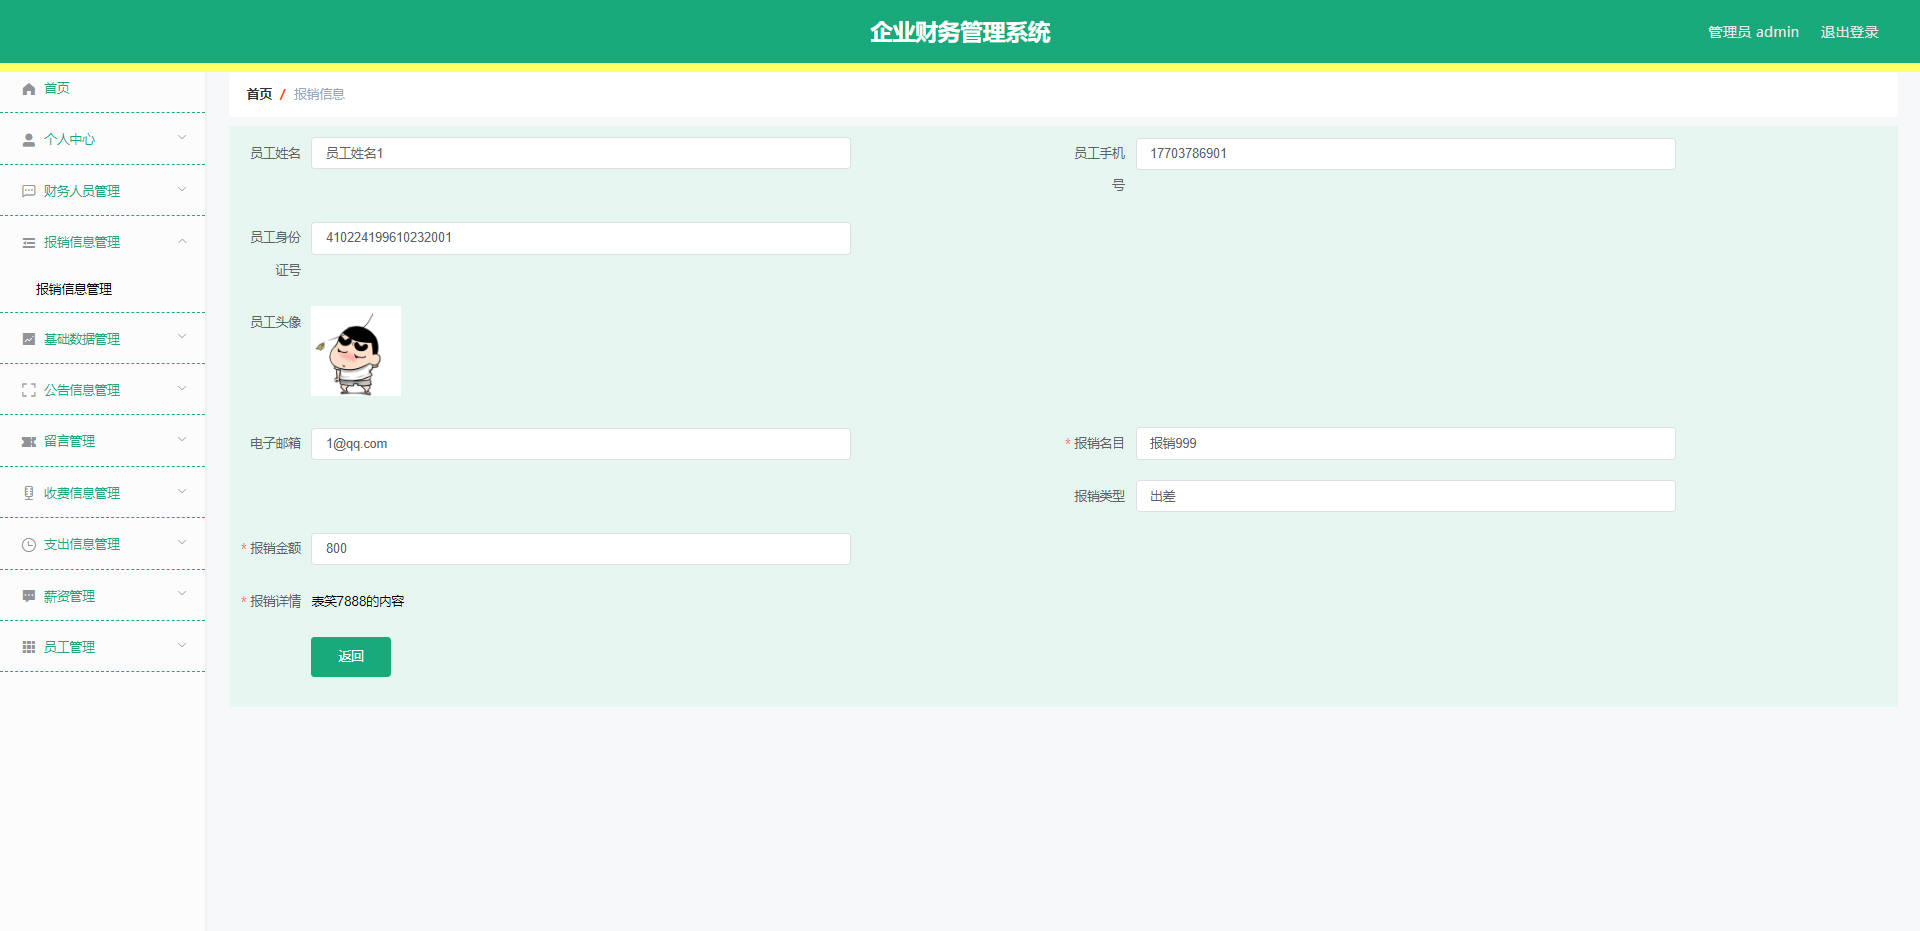 企业财务管理系统
管理员 admin
退出登录
首页
个人中心
财务人员管理
报销信息管理
报销信息管理
基础数据管理
公告信息管理
留言管理
收费信息管理
支出信息管理
薪资管理
员工管理
首页 / 报销信息
员工姓名 员工姓名1
员工手机
号
17703786901
员工身份
证号
410224199610232001
员工头像
电子邮箱 1@qq.com
* 报销名目 报销999
报销类型 出差
* 报销金额 800
* 报销详情 表笑7888的内容
返回